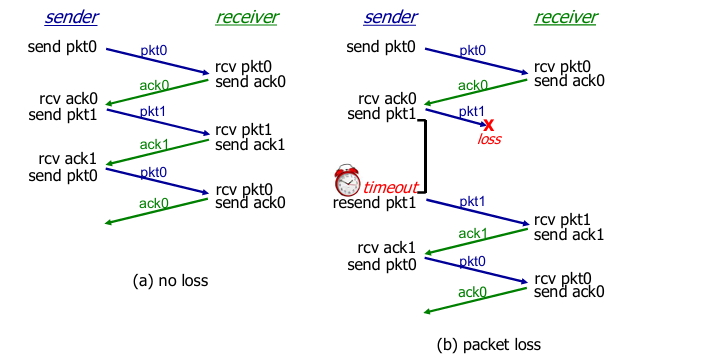 sender
receiver
send pkt0
pkt0
rcv pkt0
send ack0
ack0
rcv ack0
send pkt1
pkt1
rcv pkt1
send ack1
ack1
rcv ack1
send pkt0
pkt0
rcv pkt0
send ack0
ack0
(a) no loss
sender
receiver
send pkt0
pkt0
rcv pkt0
send ack0
ack0
rcv ack0
send pkt1
pkt1
X
loss
timeout
resend pkt1
pkt1
rcv pkt1
send ack1
ack1
rcv ack1
send pkt0
pkt0
rcv pkt0
send ack0
ack0
(b) packet loss